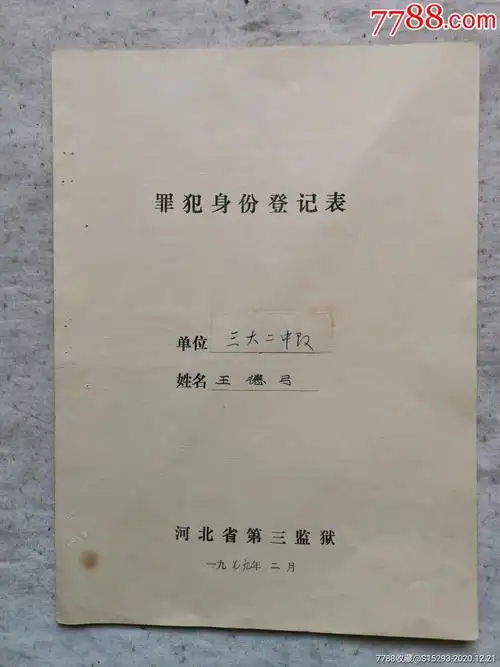 7788.com
罪犯身份登记表
单位 三大二中队
姓名 王德弓
河北省第三监狱
一九七九年 二月
7788收藏@S15293-2020.12.21